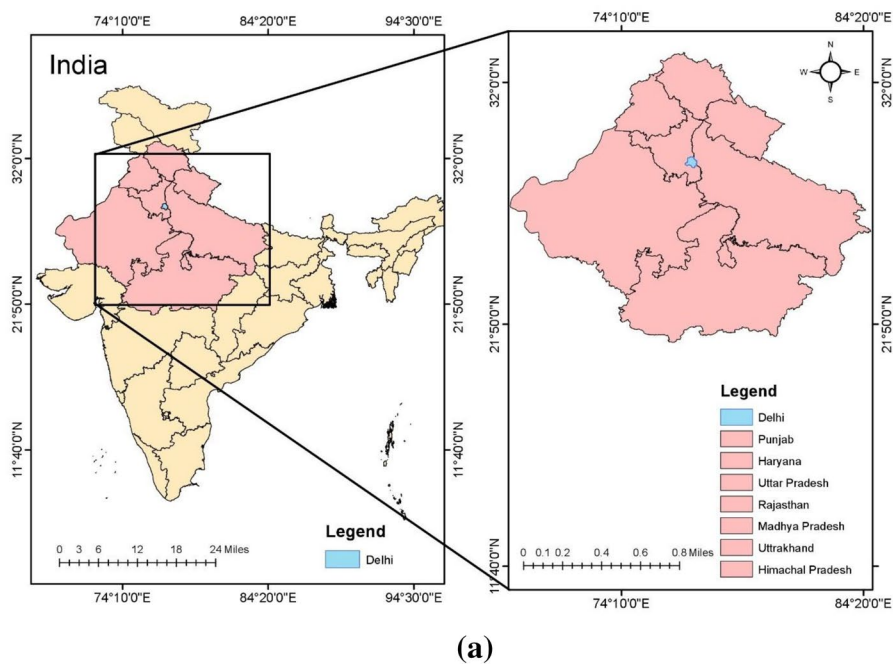 74°10'0"E 84°20'0"E 94°30'0"E
India
32°0'0"N
21°50'0"N
11°40'0"N
32°0'0"N
21°50'0"N
11°40'0"N
Legend
Delhi
0 3 6 12 18 24 Miles
74°10'0"E 84°20'0"E 94°30'0"E
74°10'0"E 84°20'0"E
N
W E
S
32°0'0"N
21°50'0"N
11°40'0"N
32°0'0"N
21°50'0"N
11°40'0"N
Legend
Delhi
Punjab
Haryana
Uttar Pradesh
Rajasthan
Madhya Pradesh
Uttrakhand
Himachal Pradesh
0 0.1 0.2 0.4 0.6 0.8 Miles
74°10'0"E 84°20'0"E
(a)